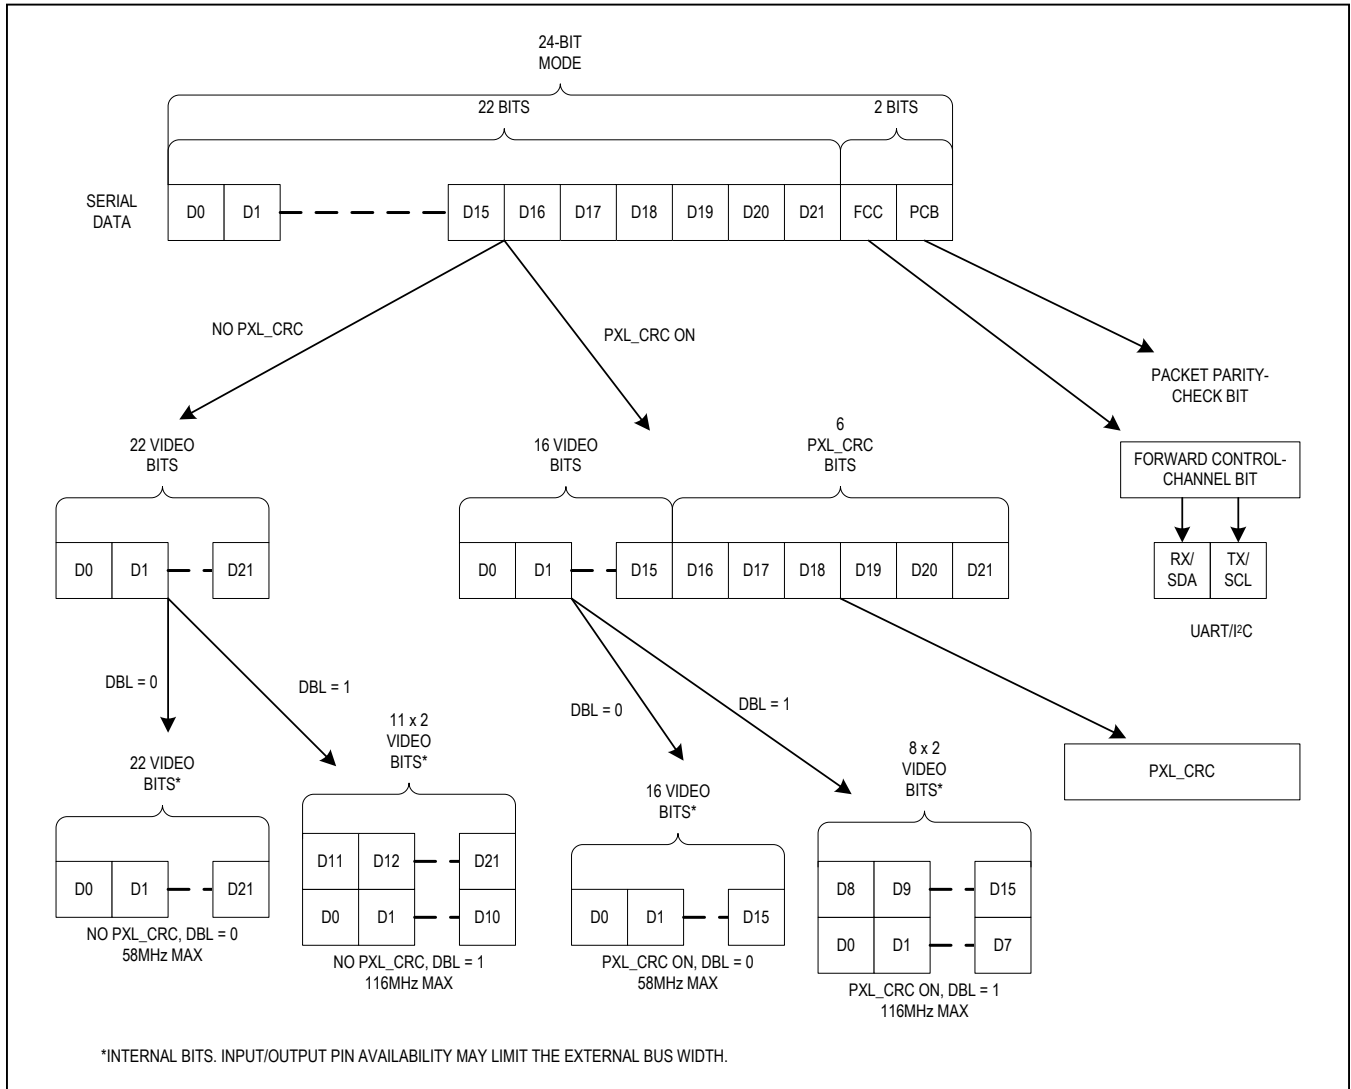 24-BIT
MODE
22 BITS
2 BITS
SERIAL
DATA
D0 D1 D15 D16 D17 D18 D19 D20 D21 FCC PCB
NO PXL_CRC
PXL_CRC ON
PACKET PARITY-
CHECK BIT
22 VIDEO
BITS
16 VIDEO
BITS
6
PXL_CRC
BITS
FORWARD CONTROL-
CHANNEL BIT
D0 D1 D21
D0 D1 D15 D16 D17 D18 D19 D20 D21
RX/
SDA
TX/
SCL
UART/I²C
DBL = 0
DBL = 1
DBL = 0
DBL = 1
22 VIDEO
BITS*
11 x 2
VIDEO
BITS*
16 VIDEO
BITS*
8 x 2
VIDEO
BITS*
PXL_CRC
D0 D1 D21
NO PXL_CRC, DBL = 0
58MHz MAX
D11 D12 D21
D0 D1 D10
NO PXL_CRC, DBL = 1
116MHz MAX
D0 D1 D15
PXL_CRC ON, DBL = 0
58MHz MAX
D8 D9 D15
D0 D1 D7
PXL_CRC ON, DBL = 1
116MHz MAX
*INTERNAL BITS. INPUT/OUTPUT PIN AVAILABILITY MAY LIMIT THE EXTERNAL BUS WIDTH.